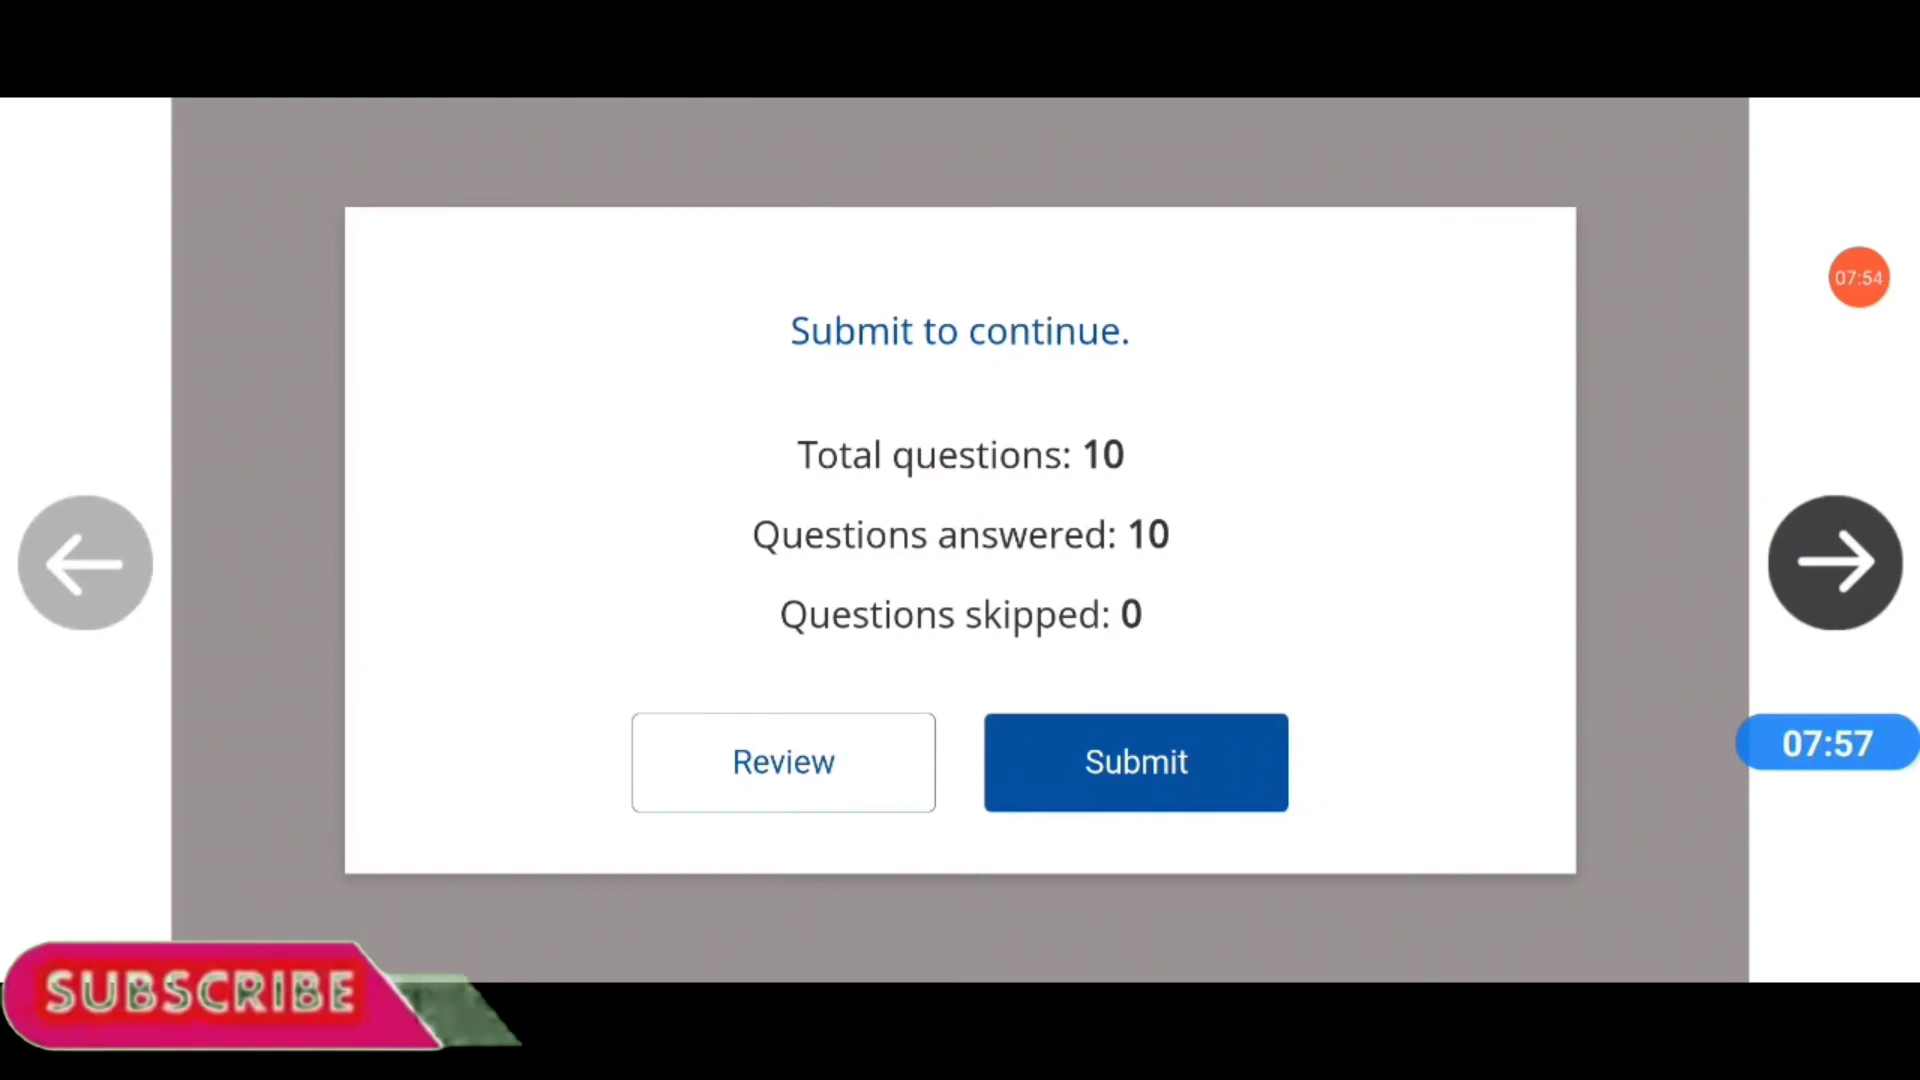 07:54
Submit to continue.
Total questions: 10
Questions answered: 10
Questions skipped: 0
Review
Submit
07:57
SUBSCRIBE